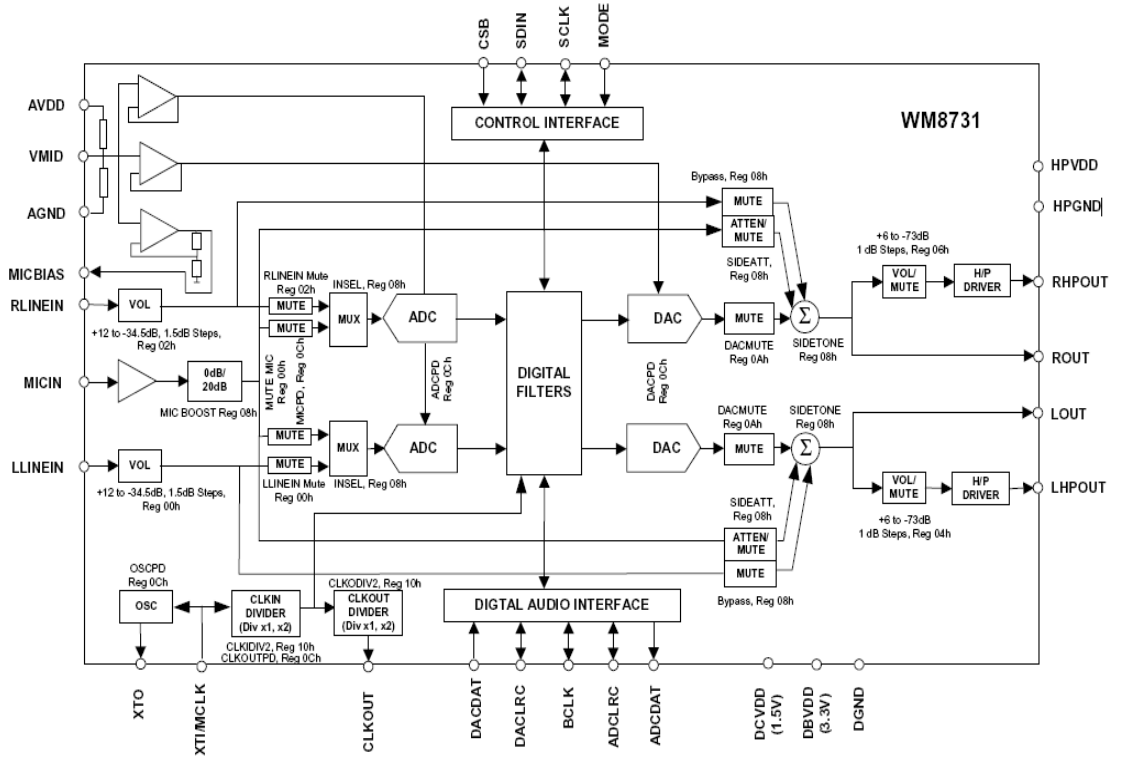 CSB
SDIN
SCLK
MODE
WM8731
AVDD
VMID
AGND
MICBIAS
RLINEIN
MICIN
LLINEIN
CONTROL INTERFACE
HPVDD
HPGND
RHPOUT
ROUT
LOUT
LHPOUT
Bypass, Reg 08h
MUTE
ATTEN/
MUTE
SIDEATT,
Reg 08h
+6 to -73dB
1 dB Steps, Reg 06h
VOL/
MUTE
H/P
DRIVER
VOL
+12 to -34.5dB, 1.5dB Steps,
Reg 02h
RLINEIN Mute
Reg 02h
MUTE
MUTE
INSEL, Reg 08h
MUX
ADC
DAC
MUTE
DACMUTE
Reg 0Ah
Σ
SIDETONE
Reg 08h
0dB/
20dB
MIC BOOST Reg 08h
MUTE MIC
Reg 00h
MICPD, Reg 0Ch
ADCPD
Reg 0Ch
DIGITAL
FILTERS
DACPD
Reg 0Ch
VOL
+12 to -34.5dB, 1.5dB Steps,
Reg 00h
MUTE
MUTE
LLINEIN Mute
Reg 00h
MUX
INSEL, Reg 08h
ADC
DAC
DACMUTE
Reg 0Ah
MUTE
SIDETONE
Reg 08h
Σ
VOL/
MUTE
H/P
DRIVER
+6 to -73dB
1 dB Steps, Reg 04h
SIDEATT,
Reg 08h
ATTEN/
MUTE
MUTE
Bypass, Reg 08h
OSCPD
Reg 0Ch
OSC
CLKIN
DIVIDER
(Div x1, x2)
CLKIDIV2, Reg 10h
CLKOUTPD, Reg 0Ch
CLKODIV2, Reg 10h
CLKOUT
DIVIDER
(Div x1, x2)
DIGTAL AUDIO INTERFACE
XTO
XTI/MCLK
CLKOUT
DACDAT
DACLRC
BCLK
ADCLRC
ADCDAT
DCVDD
(1.5V)
DBVDD
(3.3V)
DGND